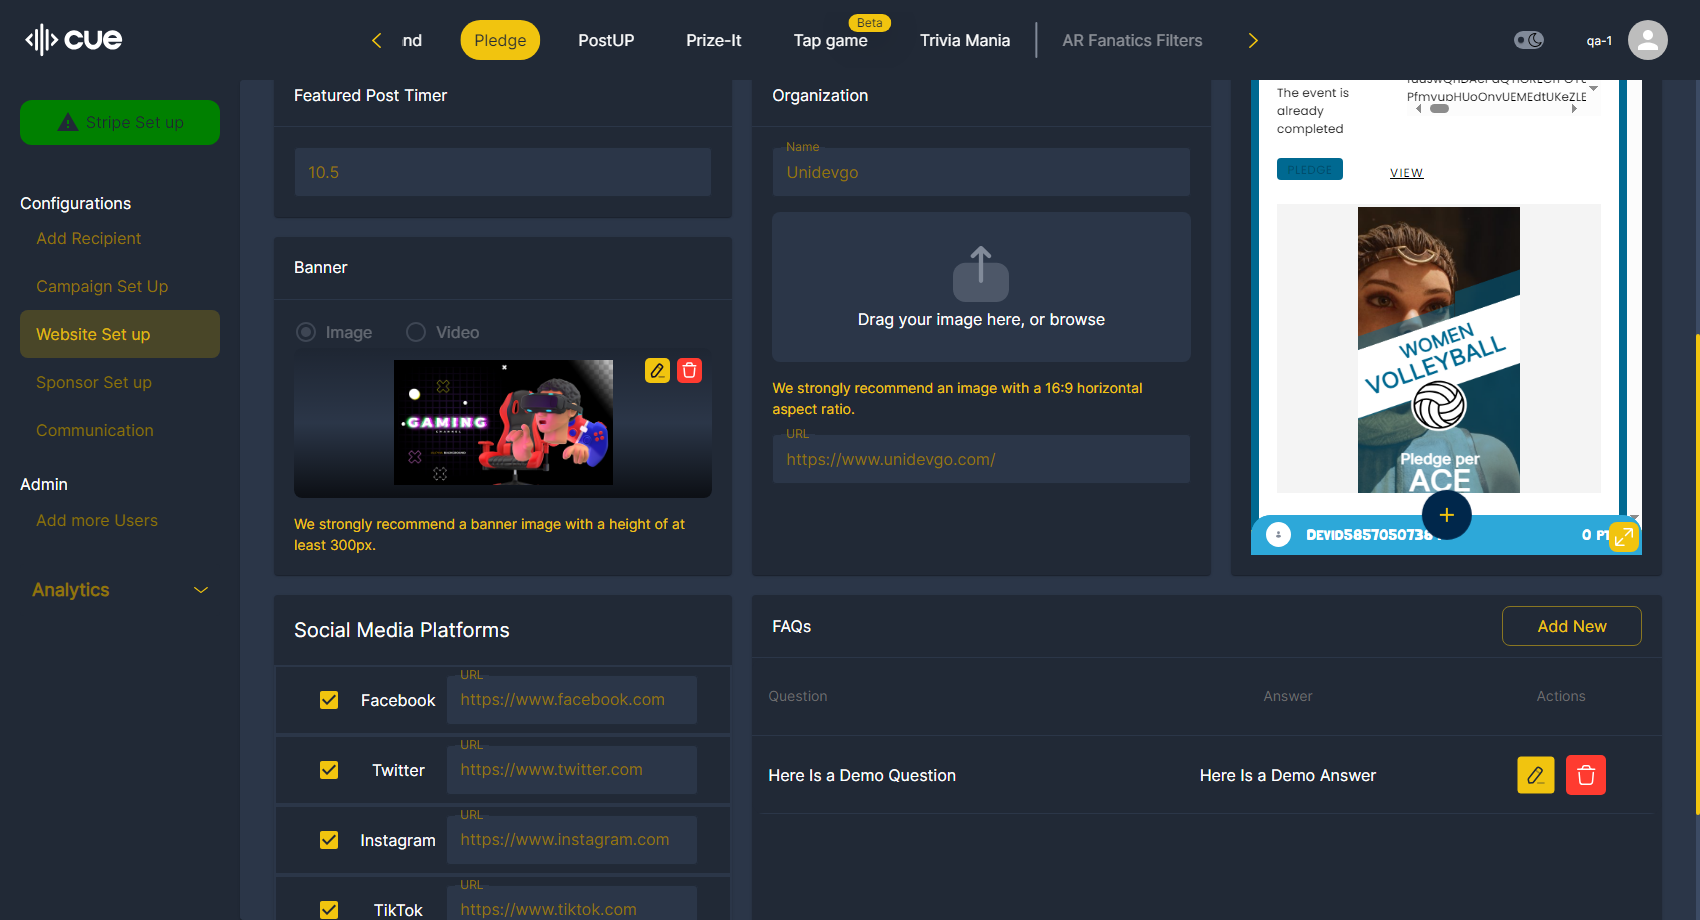 cue
nd
Pledge
PostUP
Prize-It
Beta
Tap game
Trivia Mania
AR Fanatics Filters
qa-1
Stripe Set up
Configurations
Add Recipient
Campaign Set Up
Website Set up
Sponsor Set up
Communication
Admin
Add more Users
Analytics
Featured Post Timer
10.5
Banner
Image
Video
GAMING
CHANNEL
We strongly recommend a banner image with a height of at
least 300px.
Organization
Name
Unidevgo
Drag your image here, or browse
We strongly recommend an image with a 16:9 horizontal
aspect ratio.
URL
https://www.unidevgo.com/
The event is
already
completed
PfmvupHUoOnvUEMEdtUKeZLE
PLEDGE
VIEW
WOMEN
VOLLEYBALL
Pledge per
ACE
0 PT
Social Media Platforms
Facebook
URL
https://www.facebook.com
Twitter
URL
https://www.twitter.com
Instagram
URL
https://www.instagram.com
TikTok
URL
https://www.tiktok.com
FAQs
Add New
Question
Answer
Actions
Here Is a Demo Question
Here Is a Demo Answer